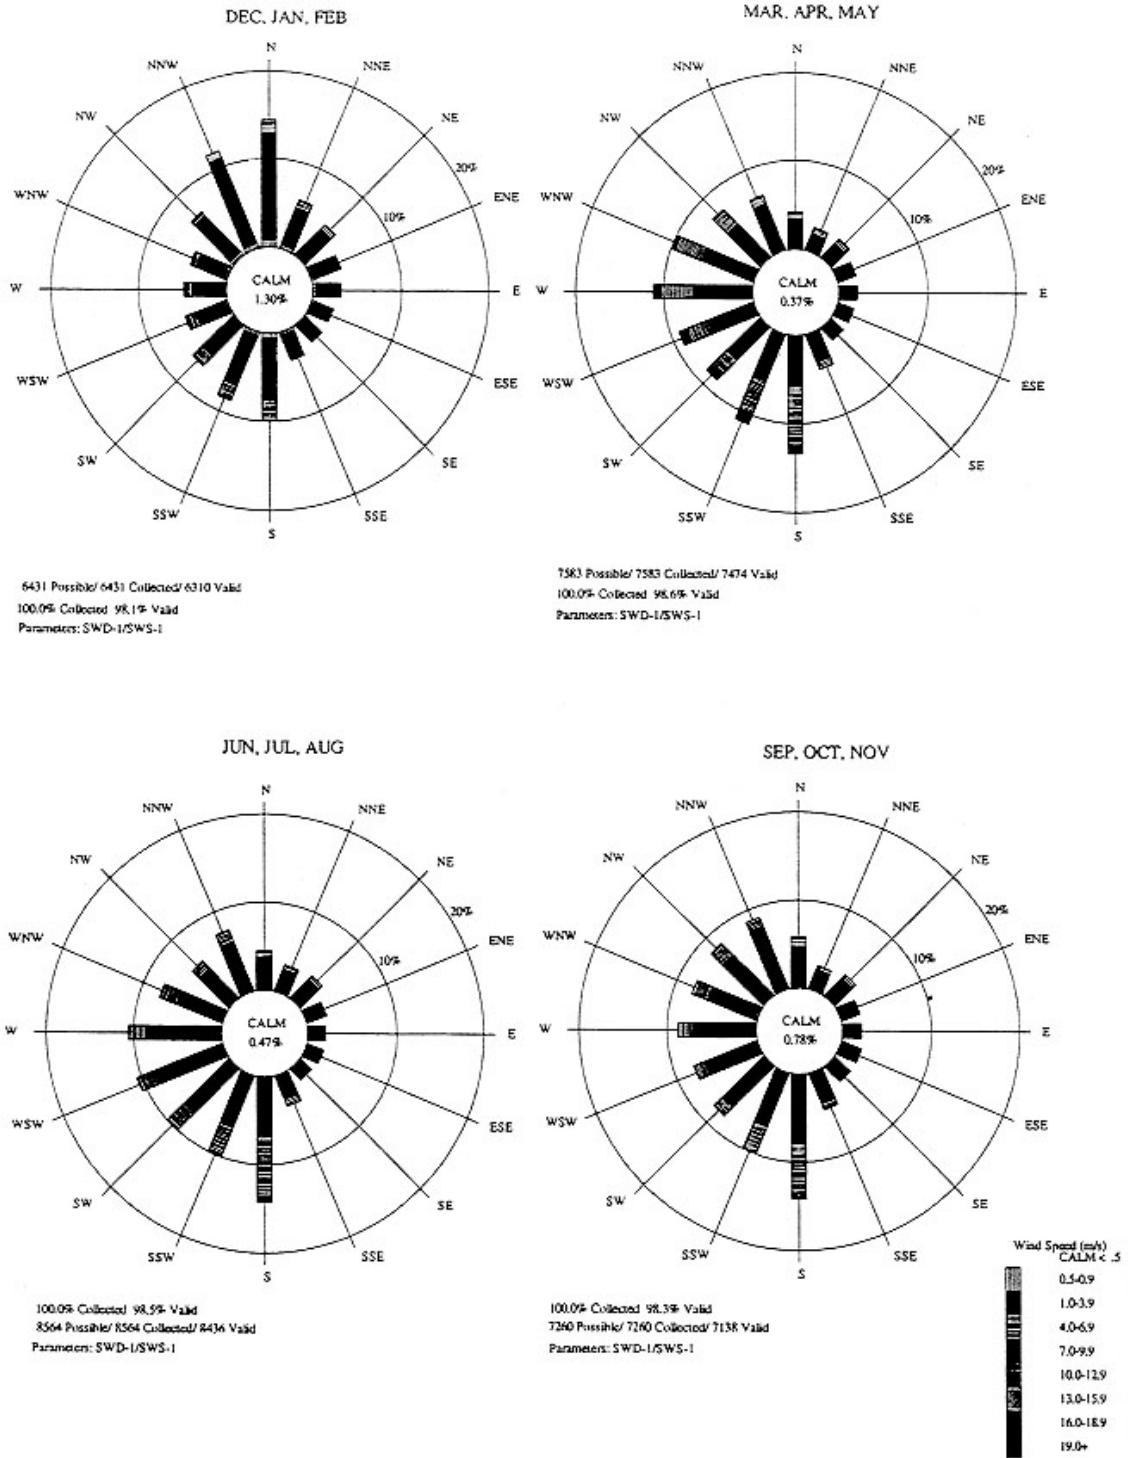 DEC, JAN, FEB
N
NNW
NNE
NW
NE
20%
WNW
ENE
10%
CALM
1.30%
W
E
WSW
ESE
SW
SE
SSW
SSE
S
6431 Possible/ 6431 Collected/ 6310 Valid
100.0% Collected 98.1% Valid
Parameters: SWD-1/SWS-1
MAR, APR, MAY
N
NNW
NNE
NW
NE
20%
WNW
ENE
10%
CALM
0.37%
W
E
WSW
ESE
SW
SE
SSW
SSE
S
7583 Possible/ 7583 Collected/ 7474 Valid
100.0% Collected 98.6% Valid
Parameters: SWD-1/SWS-1
JUN, JUL, AUG
N
NNW
NNE
NW
NE
20%
WNW
ENE
10%
CALM
0.47%
W
E
WSW
ESE
SW
SE
SSW
SSE
S
100.0% Collected 98.5% Valid
8564 Possible/ 8564 Collected/ 8436 Valid
Parameters: SWD-1/SWS-1
SEP, OCT, NOV
N
NNW
NNE
NW
NE
20%
WNW
ENE
10%
CALM
0.78%
W
E
WSW
ESE
SW
SE
SSW
SSE
S
100.0% Collected 98.3% Valid
7260 Possible/ 7260 Collected/ 7138 Valid
Parameters: SWD-1/SWS-1
Wind Speed (m/s)
CALM < .5
0.5-0.9
1.0-3.9
4.0-6.9
7.0-9.9
10.0-12.9
13.0-15.9
16.0-18.9
19.0+